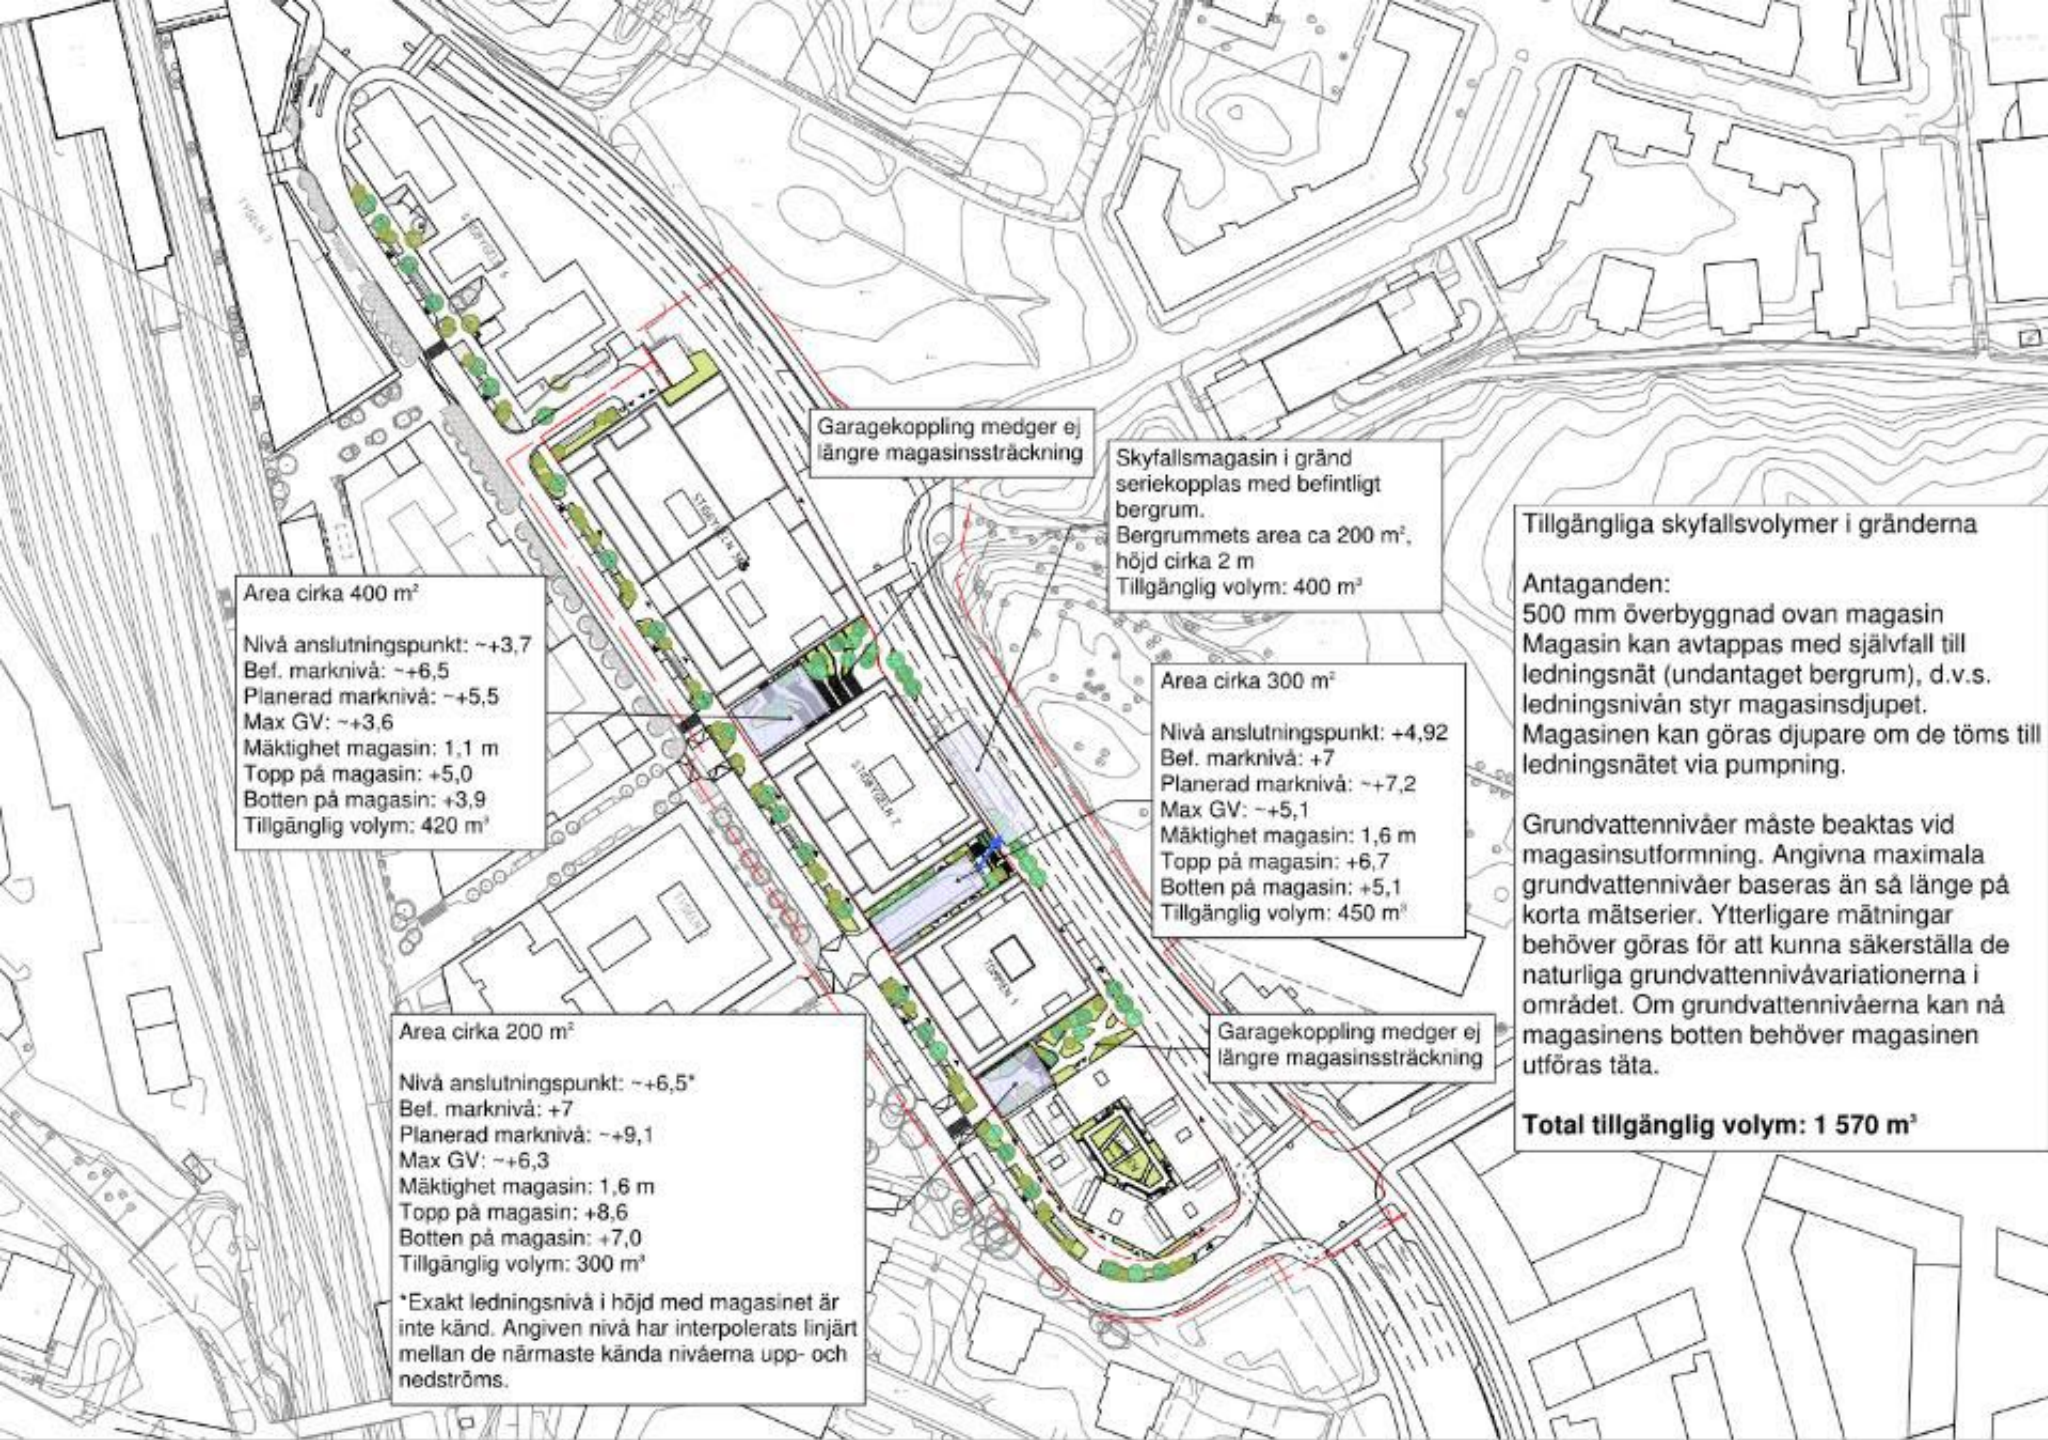 TYGELN 2
STIGBYGELN 6
Garagekoppling medger ej
längre magasinssträckning
Skyfallsmagasin i gränd
seriekopplas med befintligt
bergrum.
Bergrummets area ca 200 m²,
höjd cirka 2 m
Tillgänglig volym: 400 m³
Tillgängliga skyfallsvolymer i gränderna
Antaganden:
500 mm överbyggnad ovan magasin
Magasin kan avtappas med självfall till
ledningsnät (undantaget bergrum), d.v.s.
ledningsnivån styr magasinsdjupet.
Magasinen kan göras djupare om de töms till
ledningsnätet via pumpning.
Grundvattennivåer måste beaktas vid
magasinsutformning. Angivna maximala
grundvattennivåer baseras än så länge på
korta mätserier. Ytterligare mätningar
behöver göras för att kunna säkerställa de
naturliga grundvattennivåvariationerna i
området. Om grundvattennivåerna kan nå
magasinens botten behöver magasinen
utföras täta.
Total tillgänglig volym: 1 570 m³
Area cirka 400 m²
Nivå anslutningspunkt: ~+3,7
Bef. marknivå: ~+6,5
Planerad marknivå: ~+5,5
Max GV: ~+3,6
Mäktighet magasin: 1,1 m
Topp på magasin: +5,0
Botten på magasin: +3,9
Tillgänglig volym: 420 m³
Area cirka 300 m²
Nivå anslutningspunkt: +4,92
Bef. marknivå: +7
Planerad marknivå: ~+7,2
Max GV: ~+5,1
Mäktighet magasin: 1,6 m
Topp på magasin: +6,7
Botten på magasin: +5,1
Tillgänglig volym: 450 m³
STIGBYGELN 2
TÖMMEN 1
Area cirka 200 m²
Nivå anslutningspunkt: ~+6,5*
Bef. marknivå: +7
Planerad marknivå: ~+9,1
Max GV: ~+6,3
Mäktighet magasin: 1,6 m
Topp på magasin: +8,6
Botten på magasin: +7,0
Tillgänglig volym: 300 m³
*Exakt ledningsnivå i höjd med magasinet är
inte känd. Angiven nivå har interpolerats linjärt
mellan de närmaste kända nivåerna upp- och
nedströms.
Garagekoppling medger ej
längre magasinssträckning